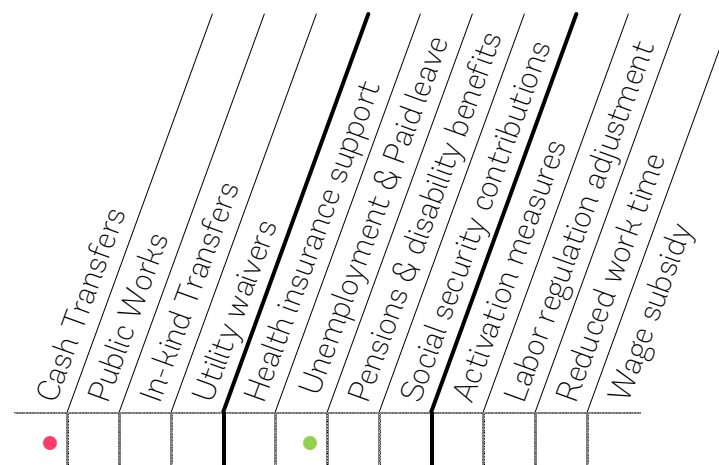 Cash Transfers
Public Works
In-kind Transfers
Utility waivers
Health insurance support
Unemployment & Paid leave
Pensions & disability benefits
Social security contributions
Activation measures
Labor regulation adjustment
Reduced work time
Wage subsidy